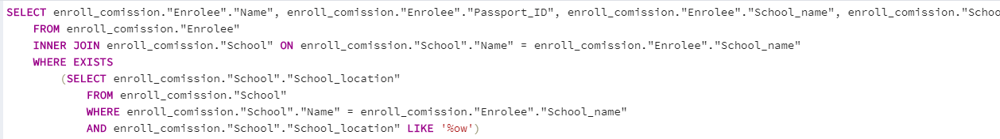 SELECT enroll_comission."Enrolee"."Name", enroll_comission."Enrolee"."Passport_ID", enroll_comission."Enrolee"."School_name", enroll_comission."Schoo
FROM enroll_comission."Enrolee"
INNER JOIN enroll_comission."School" ON enroll_comission."School"."Name" = enroll_comission."Enrolee"."School_name"
WHERE EXISTS
(SELECT enroll_comission."School"."School_location"
FROM enroll_comission."School"
WHERE enroll_comission."School"."Name" = enroll_comission."Enrolee"."School_name"
AND enroll_comission."School"."School_location" LIKE '%ow')